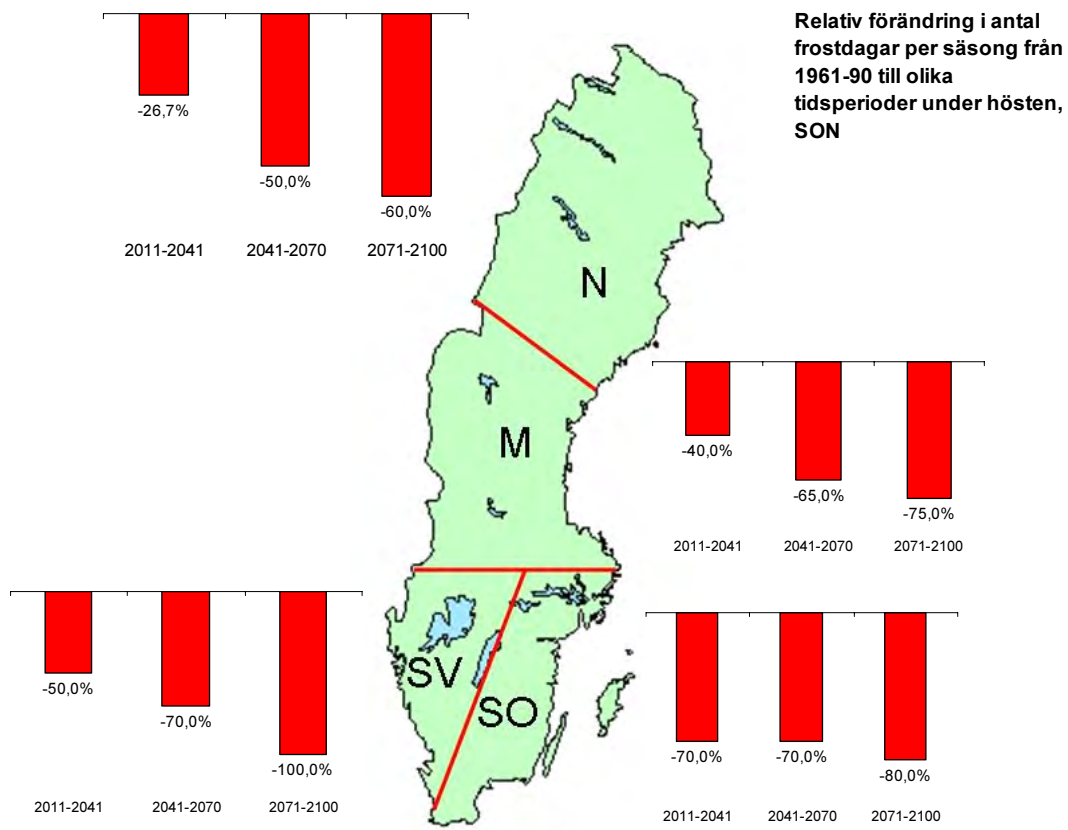 Relativ förändring i antal
frostdagar per säsong från
1961-90 till olika
tidsperioder under hösten,
SON
-26,7%
-50,0%
-60,0%
2011-2041 2041-2070 2071-2100
N
M
-40,0%
-65,0%
-75,0%
2011-2041 2041-2070 2071-2100
SV
SO
-50,0%
-70,0%
-100,0%
2011-2041 2041-2070 2071-2100
-70,0% -70,0%
-80,0%
2011-2041 2041-2070 2071-2100